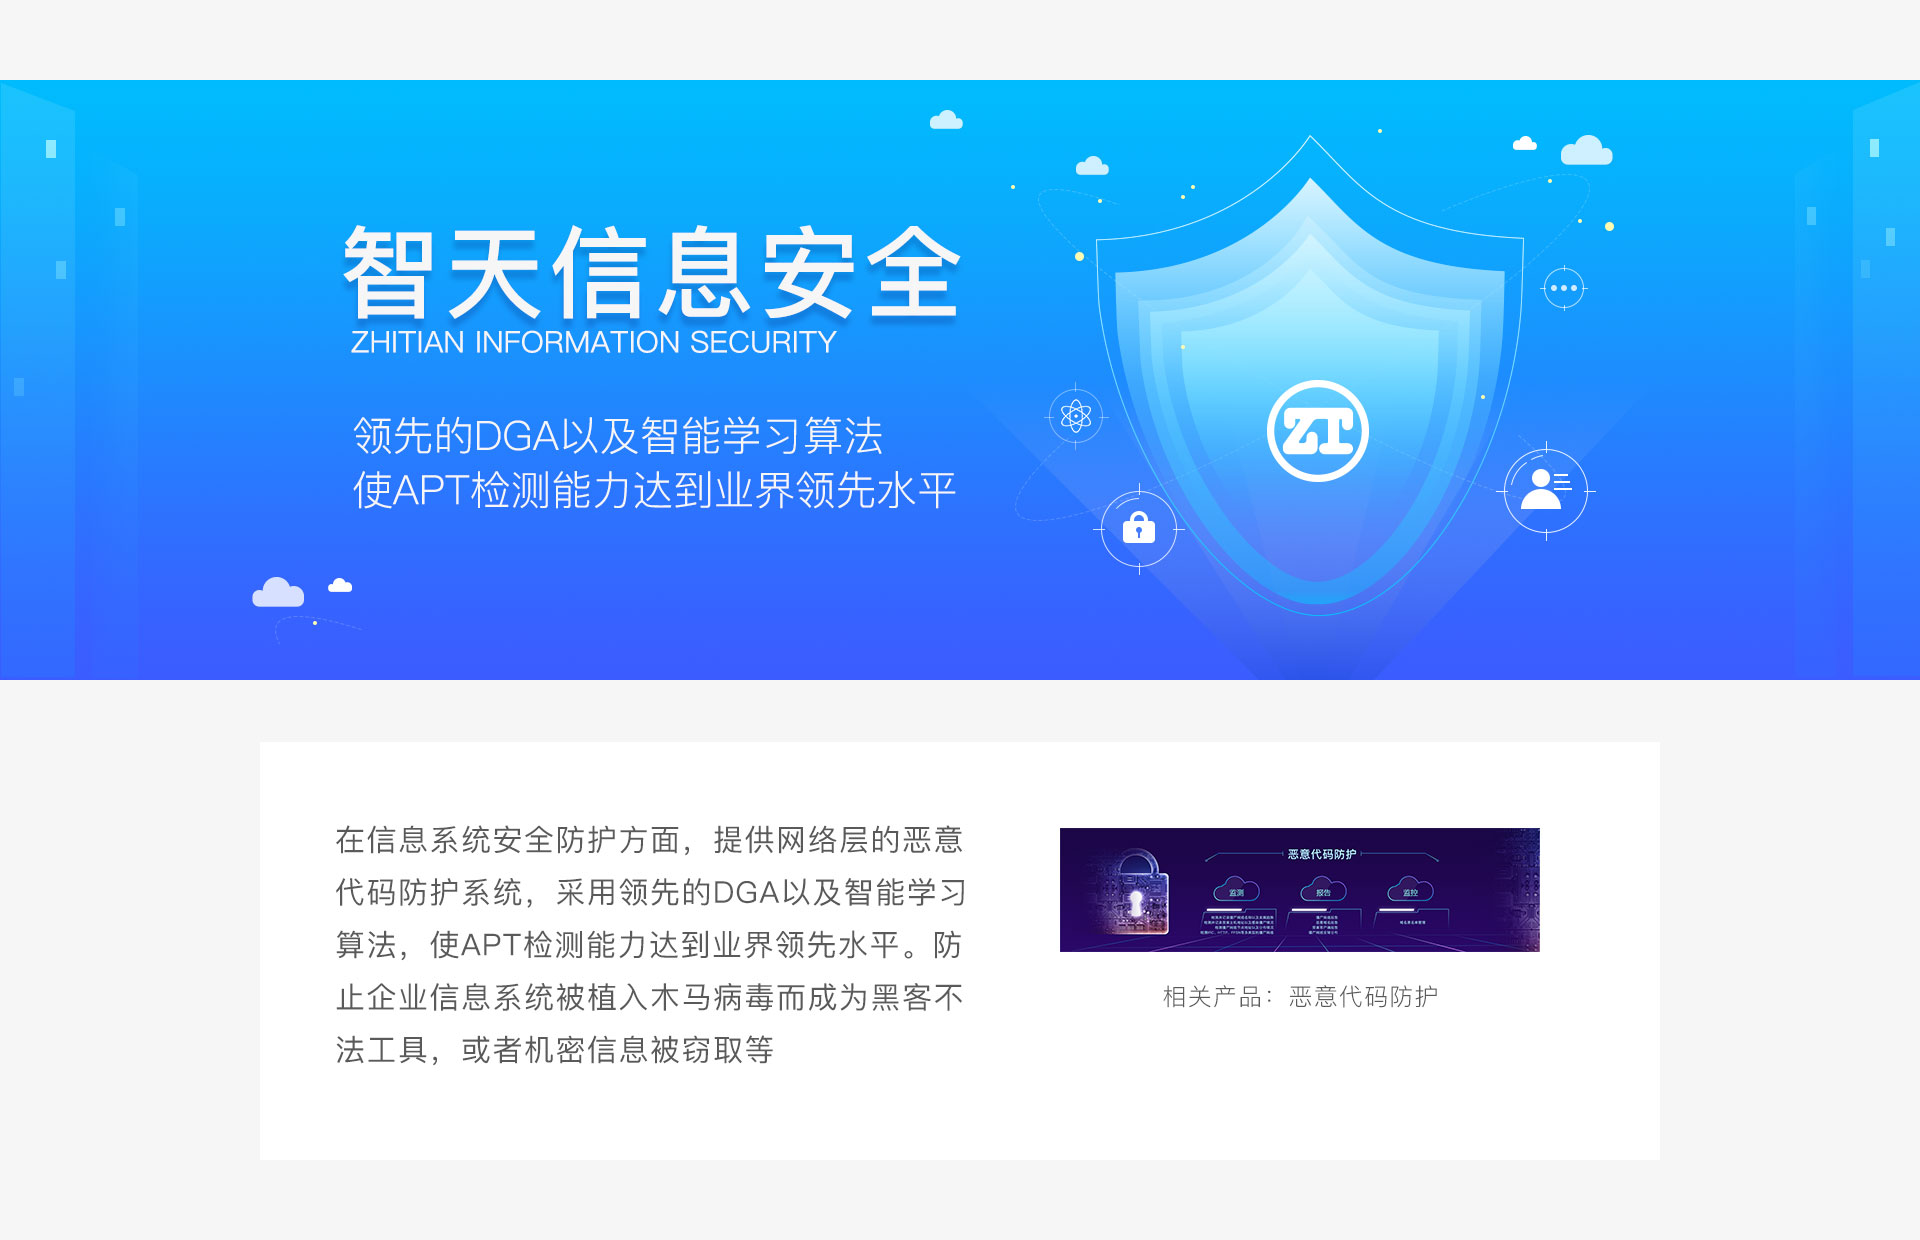 智天信息安全
ZHITIAN INFORMATION SECURITY
领先的DGA以及智能学习算法
使APT检测能力达到业界领先水平
ZT
在信息系统安全防护方面，提供网络层的恶意
代码防护系统，采用领先的DGA以及智能学习
算法，使APT检测能力达到业界领先水平。防
止企业信息系统被植入木马病毒而成为黑客不
法工具，或者机密信息被窃取等
恶意代码防护
监测 报告 监控
相关产品：恶意代码防护